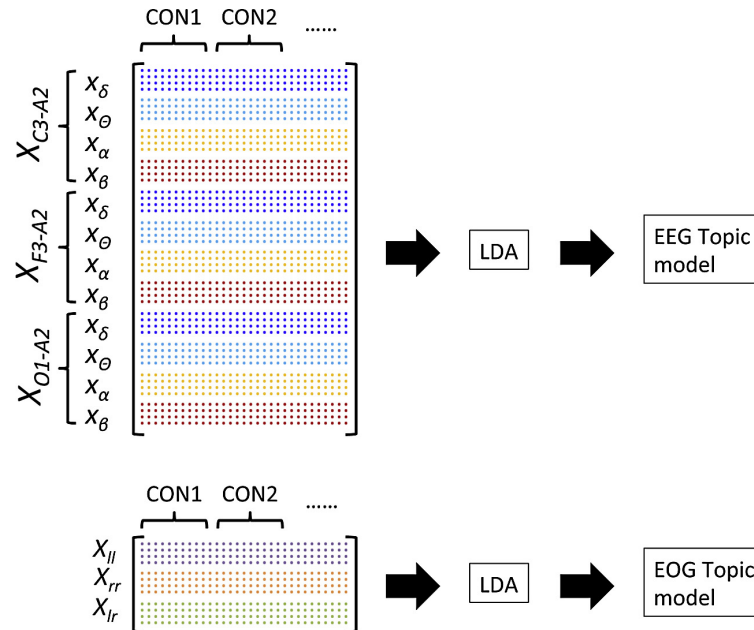 CON1 CON2 ......
X_C3-A2
x_δ
x_Θ
x_α
x_β
X_F3-A2
x_δ
x_Θ
x_α
x_β
X_O1-A2
x_δ
x_Θ
x_α
x_β
LDA
EEG Topic
model
CON1 CON2 ......
X_ll
X_rr
X_lr
LDA
EOG Topic
model